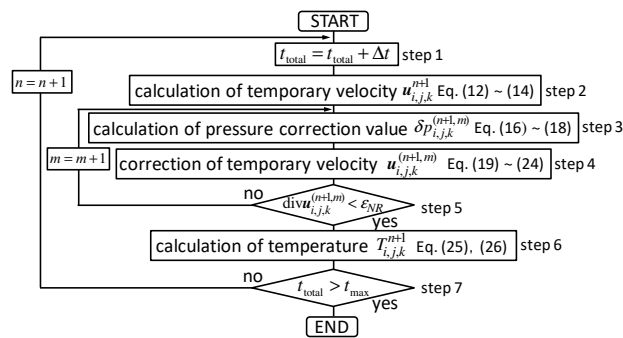 START
t_total = t_total + Δt step 1
n = n+1
calculation of temporary velocity u_{i,j,k}^{n+1} Eq. (12) ~ (14) step 2
calculation of pressure correction value δp_{i,j,k}^{(n+1,m)} Eq. (16) ~ (18) step 3
m = m+1
correction of temporary velocity u_{i,j,k}^{(n+1,m)} Eq. (19) ~ (24) step 4
no
divu_{i,j,k}^{(n+1,m)} < ε_{NR} step 5
yes
calculation of temperature T_{i,j,k}^{n+1} Eq. (25), (26) step 6
no
t_total > t_max step 7
yes
END